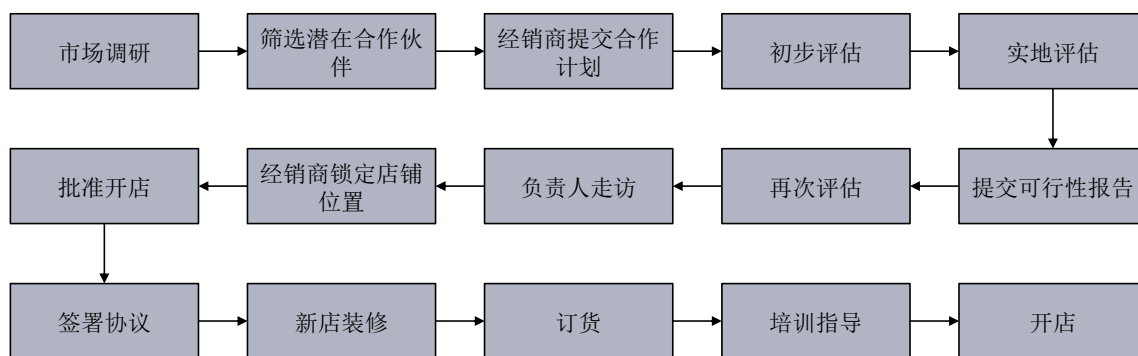 市场调研
筛选潜在合作伙
伴
经销商提交合作
计划
初步评估
实地评估
批准开店
经销商锁定店铺
位置
负责人走访
再次评估
提交可行性报告
签署协议
新店装修
订货
培训指导
开店